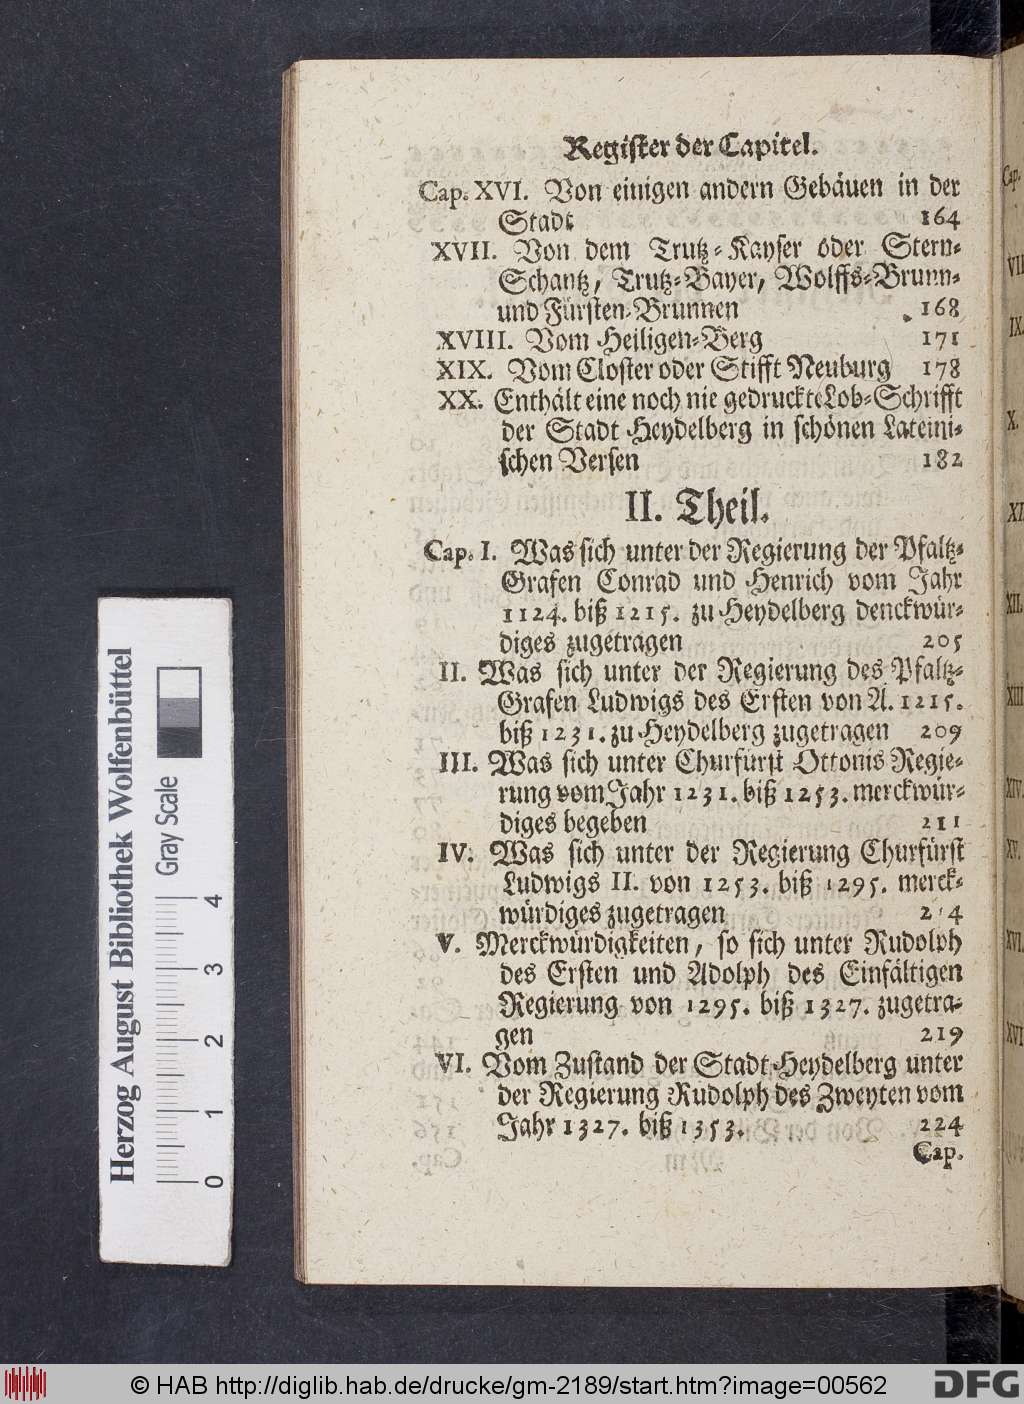 Register der Capitel.
Cap. XVI. Von einigen andern Gebäuen in der
Stadt 164
XVII. Von dem Trutz-Kayser oder Stern-
Schantz, Trutz-Bayer, Wolffs-Brunn-
und Fürsten-Brunnen 168
XVIII. Vom Heiligen-Berg 171
XIX. Vom Closter oder Stifft Neuburg 178
XX. Enthält eine noch nie gedruckte Lob-Schrifft
der Stadt Heydelberg in schönen Lateini-
schen Versen 182
II. Theil.
Cap. I. Was sich unter der Regierung der Pfaltz-
Grafen Conrad und Henrich vom Jahr
1124. biß 1215. zu Heydelberg denckwür-
diges zugetragen 205
II. Was sich unter der Regierung des Pfaltz-
Grafen Ludwigs des Ersten von A. 1215.
biß 1231. zu Heydelberg zugetragen 209
III. Was sich unter Churfürst Ottonis Regie-
rung vom Jahr 1231. biß 1253. merckwür-
diges begeben 211
IV. Was sich unter der Regierung Churfürst
Ludwigs II. von 1253. biß 1295. merck-
würdiges zugetragen 214
V. Merckwürdigkeiten, so sich unter Rudolph
des Ersten und Adolph des Einfältigen
Regierung von 1295. biß 1327. zugetra-
gen 219
VI. Vom Zustand der Stadt Heydelberg unter
der Regierung Rudolph des Zweyten vom
Jahr 1327. biß 1353. 224
Cap.
Cap.
VII
IX.
X.
XI
XII.
XIII
XIV.
XV.
XVI.
XVI
Herzog August Bibliothek Wolfenbüttel
Gray Scale
0 1 2 3 4
© HAB http://diglib.hab.de/drucke/gm-2189/start.htm?image=00562
DFG